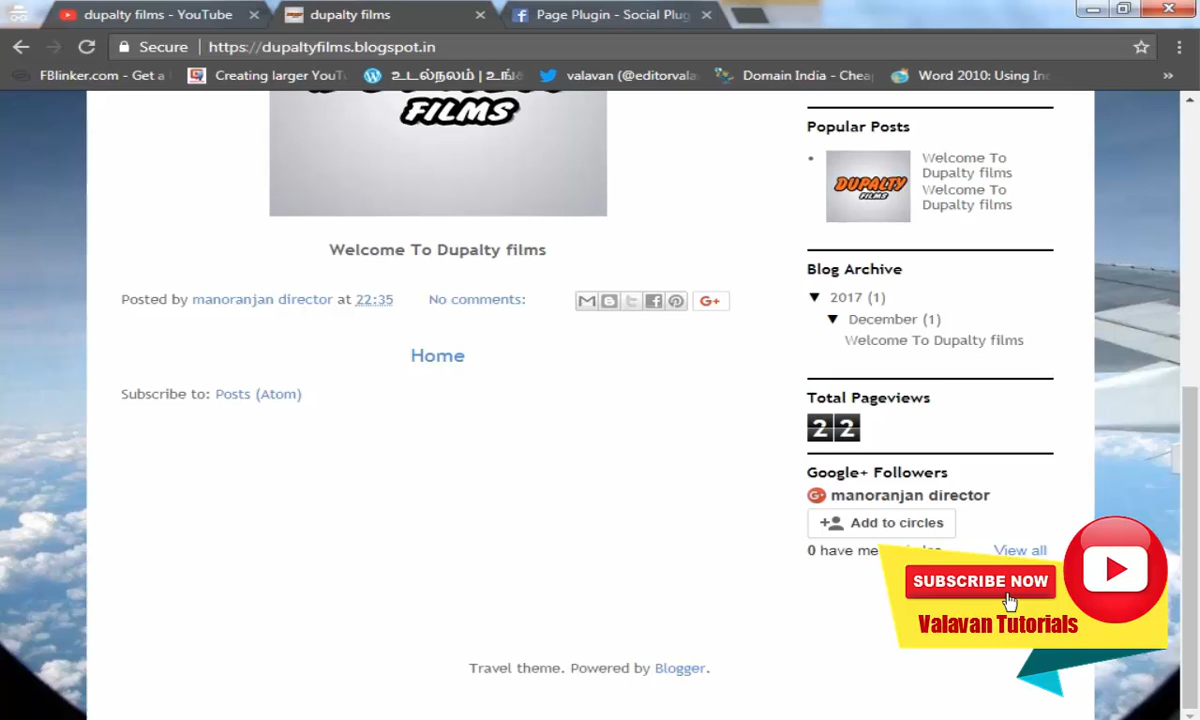 dupalty films - YouTube
dupalty films
Page Plugin - Social Plug
Secure
https://dupaltyfilms.blogspot.in
FBlinker.com - Get a
Creating larger YouT
உடல்நலம் | உங்
valavan (@editorvala
Domain India - Chea
Word 2010: Using In
FILMS
Welcome To Dupalty films
Posted by manoranjan director at 22:35
No comments:
G+
Home
Subscribe to: Posts (Atom)
Popular Posts
DUPALTY
FILMS
Welcome To
Dupalty films
Welcome To
Dupalty films
Blog Archive
▼ 2017 (1)
▼ December (1)
Welcome To Dupalty films
Total Pageviews
22
Google+ Followers
G+ manoranjan director
Add to circles
0 have me
View all
SUBSCRIBE NOW
Valavan Tutorials
Travel theme. Powered by Blogger.